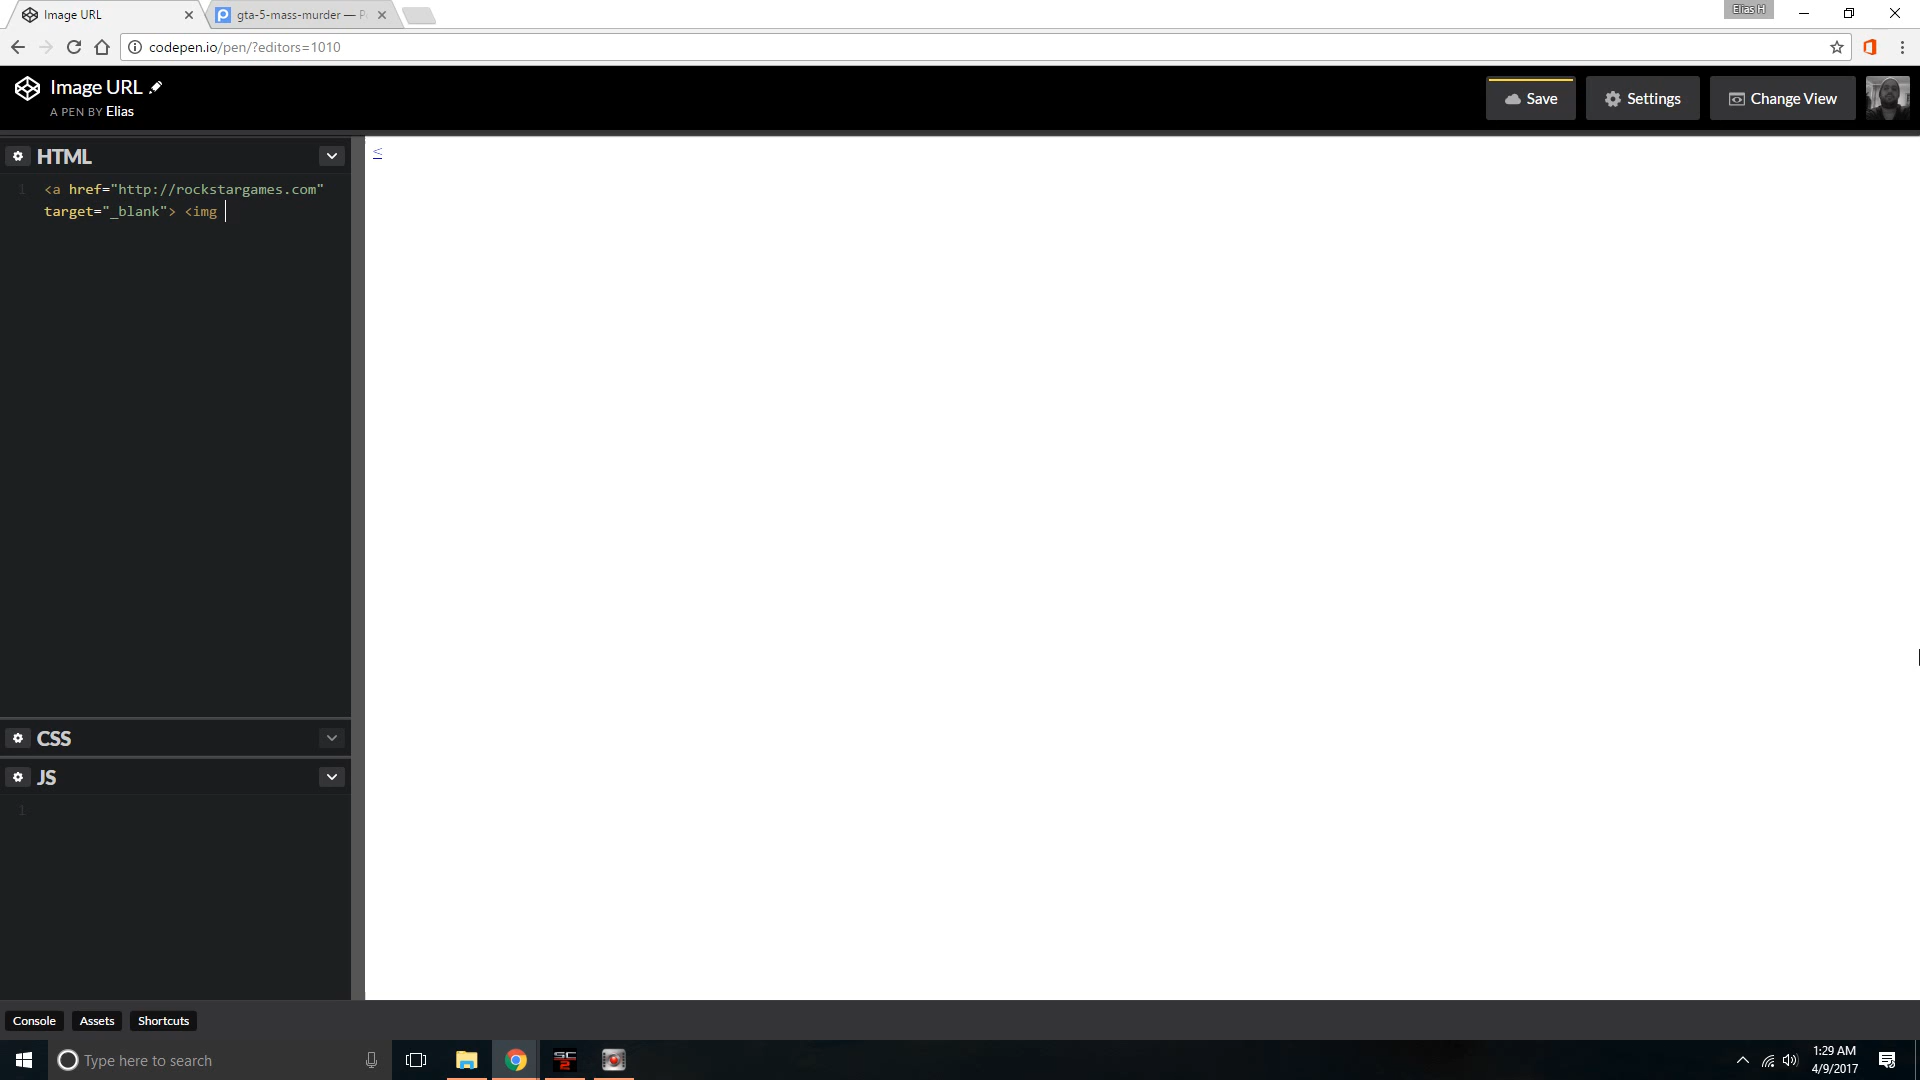 Image URL
gta-5-mass-murder —
Elias H
codepen.io/pen/?editors=1010
Image URL
A PEN BY Elias
Save
Settings
Change View
HTML
<
1 <a href="http://rockstargames.com"
target="_blank"> <img
CSS
JS
1
Console
Assets
Shortcuts
Type here to search
SC2
1:29 AM
4/9/2017